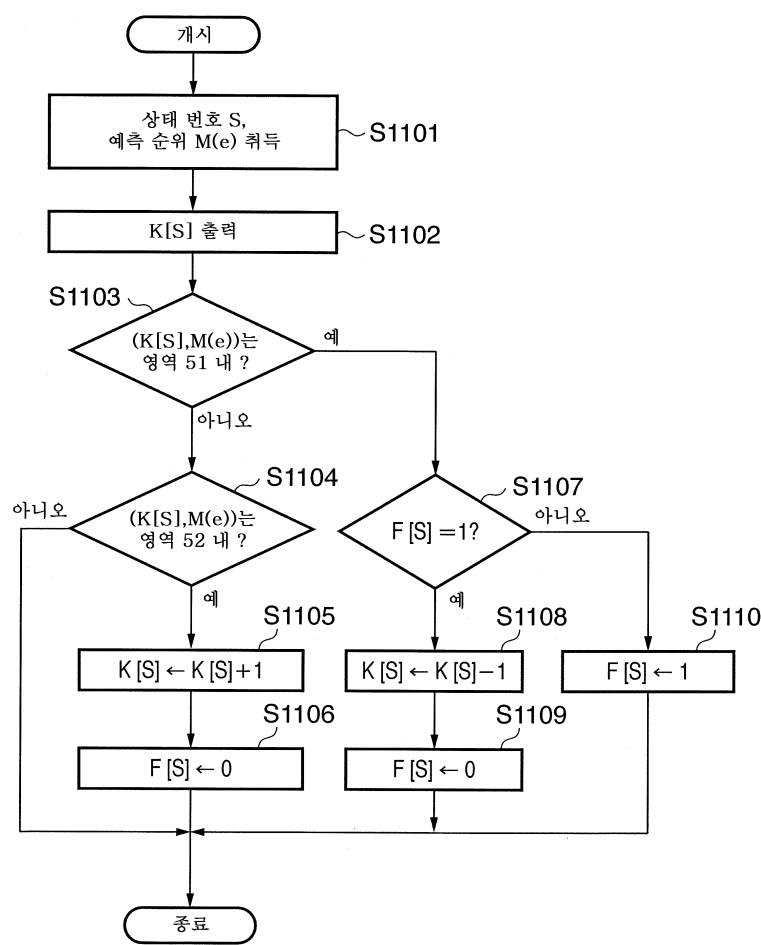 개시
상태 번호 S,
예측 순위 M(e) 취득
S1101
K[S] 출력
S1102
S1103
(K[S],M(e))는
영역 51 내 ?
예
아니오
S1104
(K[S],M(e))는
영역 52 내 ?
아니오
예
S1107
F[S]=1?
아니오
예
S1105
K[S]←K[S]+1
S1108
K[S]←K[S]−1
S1110
F[S]←1
S1106
F[S]←0
S1109
F[S]←0
종료